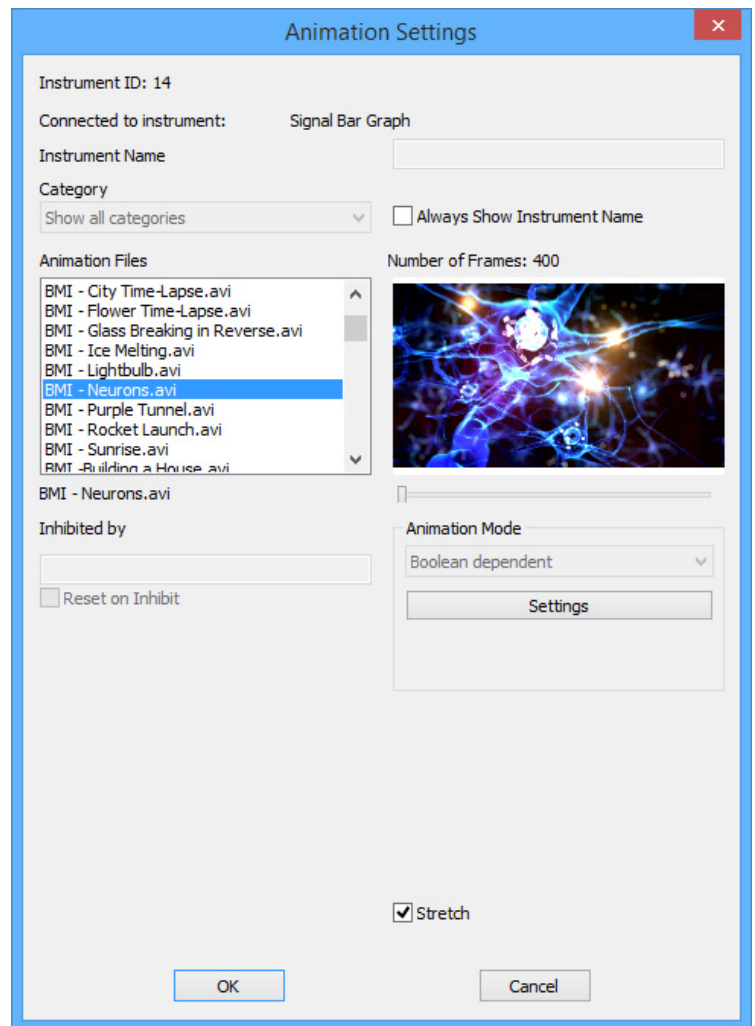 Animation Settings
Instrument ID: 14
Connected to instrument: Signal Bar Graph
Instrument Name
Category
Show all categories
Always Show Instrument Name
Animation Files
Number of Frames: 400
BMI - City Time-Lapse.avi
BMI - Flower Time-Lapse.avi
BMI - Glass Breaking in Reverse.avi
BMI - Ice Melting.avi
BMI - Lightbulb.avi
BMI - Neurons.avi
BMI - Purple Tunnel.avi
BMI - Rocket Launch.avi
BMI - Sunrise.avi
BMI -Building a House.avi
BMI - Neurons.avi
Inhibited by
Reset on Inhibit
Animation Mode
Boolean dependent
Settings
Stretch
OK
Cancel